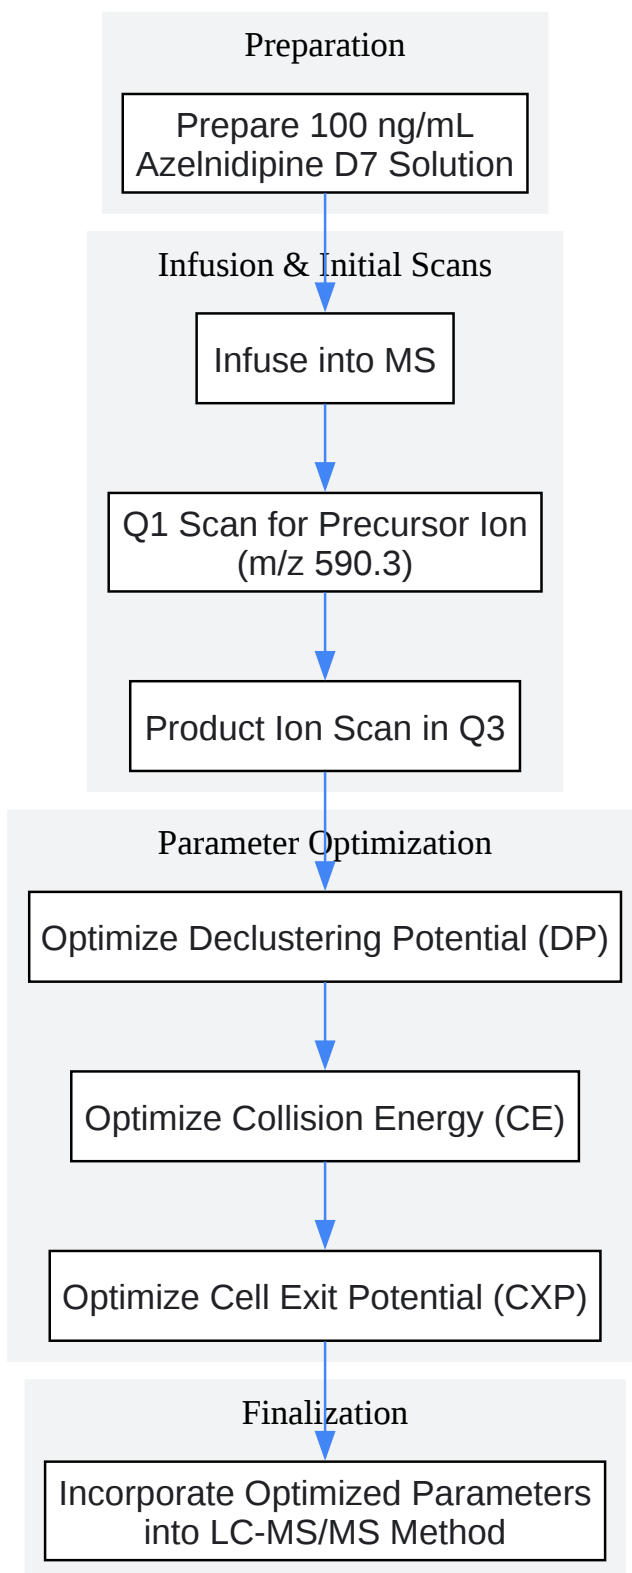 Preparation
Prepare 100 ng/mL
Azelnidipine D7 Solution
Infusion & Initial Scans
Infuse into MS
Q1 Scan for Precursor Ion
(m/z 590.3)
Product Ion Scan in Q3
Parameter Optimization
Optimize Declustering Potential (DP)
Optimize Collision Energy (CE)
Optimize Cell Exit Potential (CXP)
Finalization
Incorporate Optimized Parameters
into LC-MS/MS Method